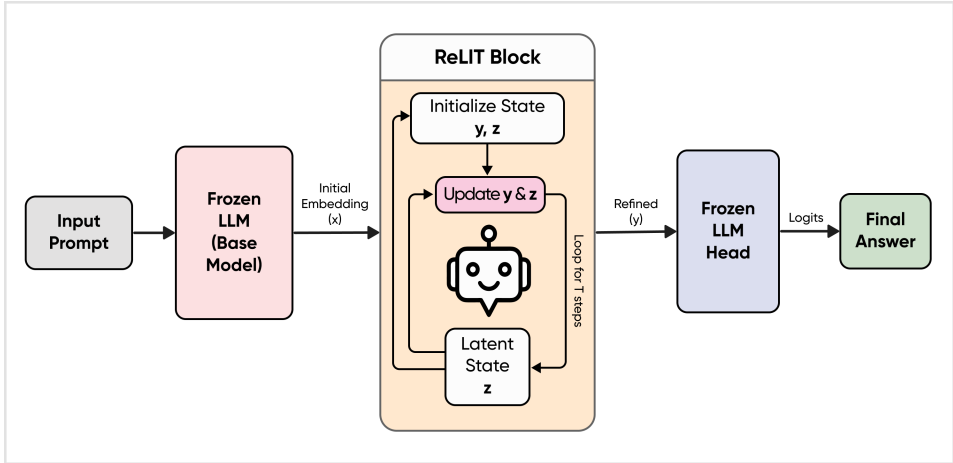 ReLIT Block
Input
Prompt
Frozen
LLM
(Base
Model)
Initial
Embedding
(x)
Initialize State
y, z
Update y & z
Loop for T steps
Latent
State
z
Refined
(y)
Frozen
LLM
Head
Logits
Final
Answer